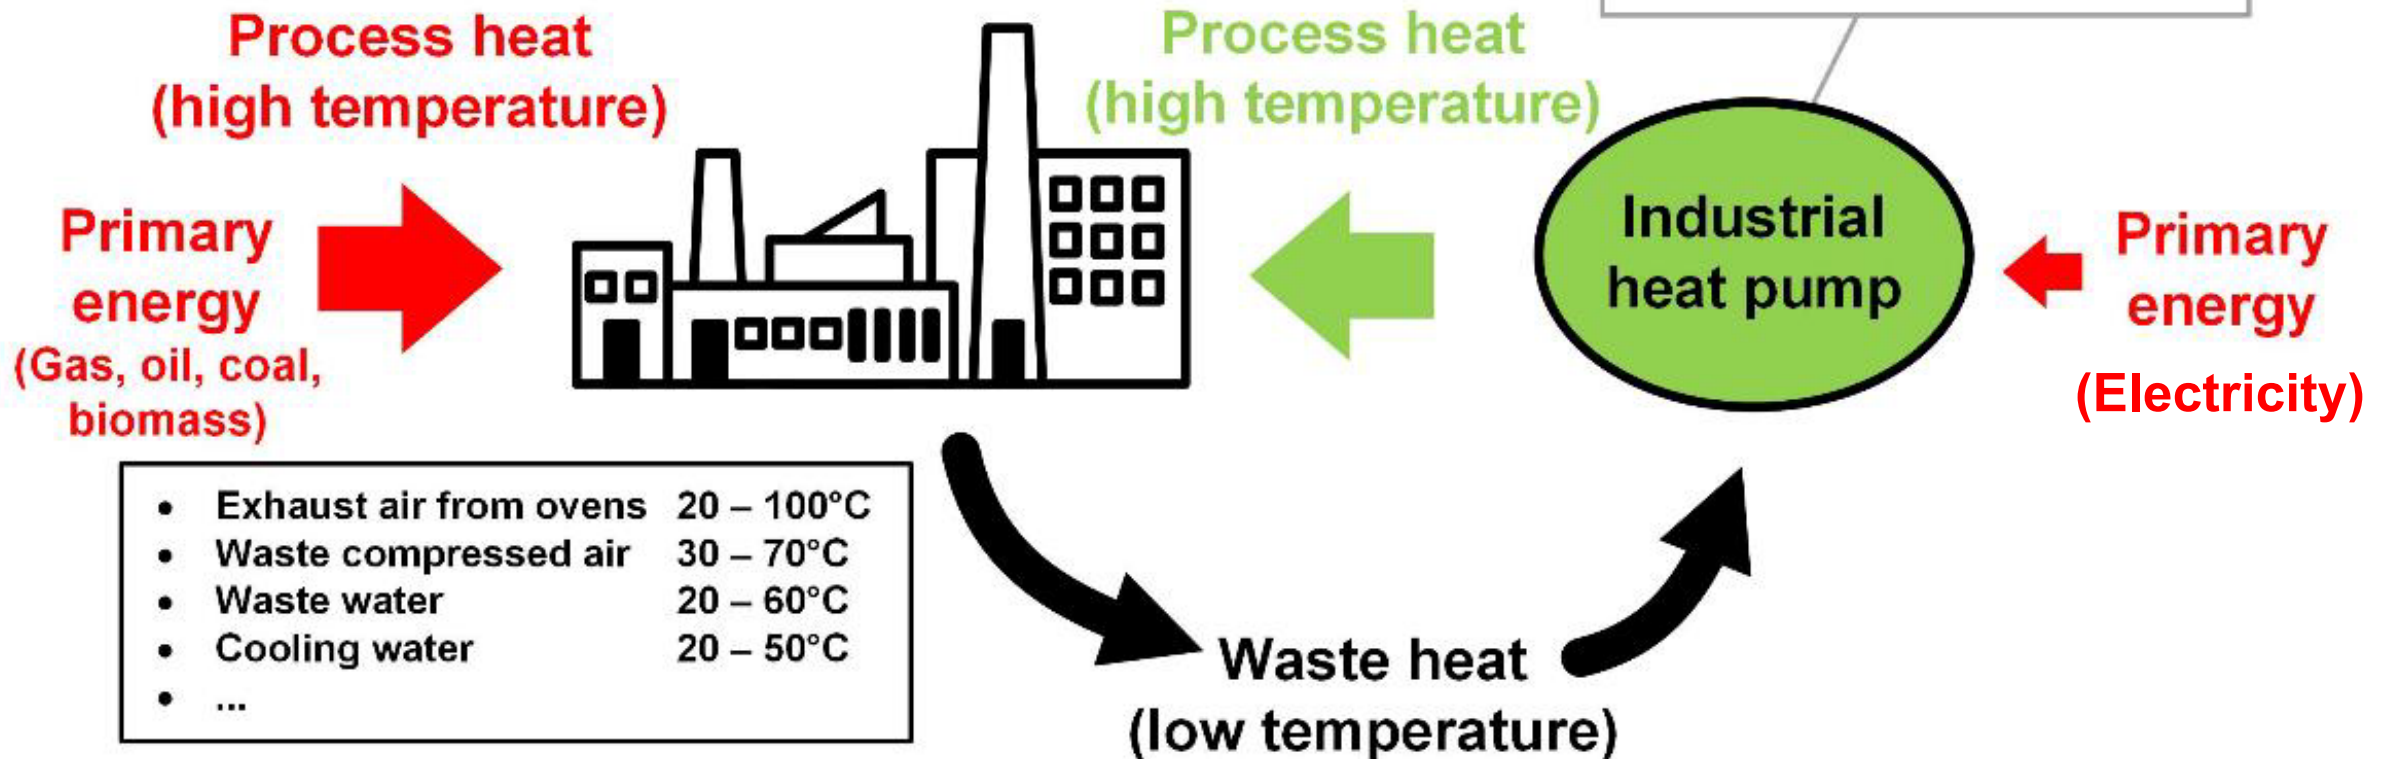 Process heat
(high temperature)
Process heat
(high temperature)
Primary
energy
(Gas, oil, coal,
biomass)
Industrial
heat pump
Primary
energy
(Electricity)
• Exhaust air from ovens 20 – 100°C
• Waste compressed air 30 – 70°C
• Waste water 20 – 60°C
• Cooling water 20 – 50°C
• ...
Waste heat
(low temperature)